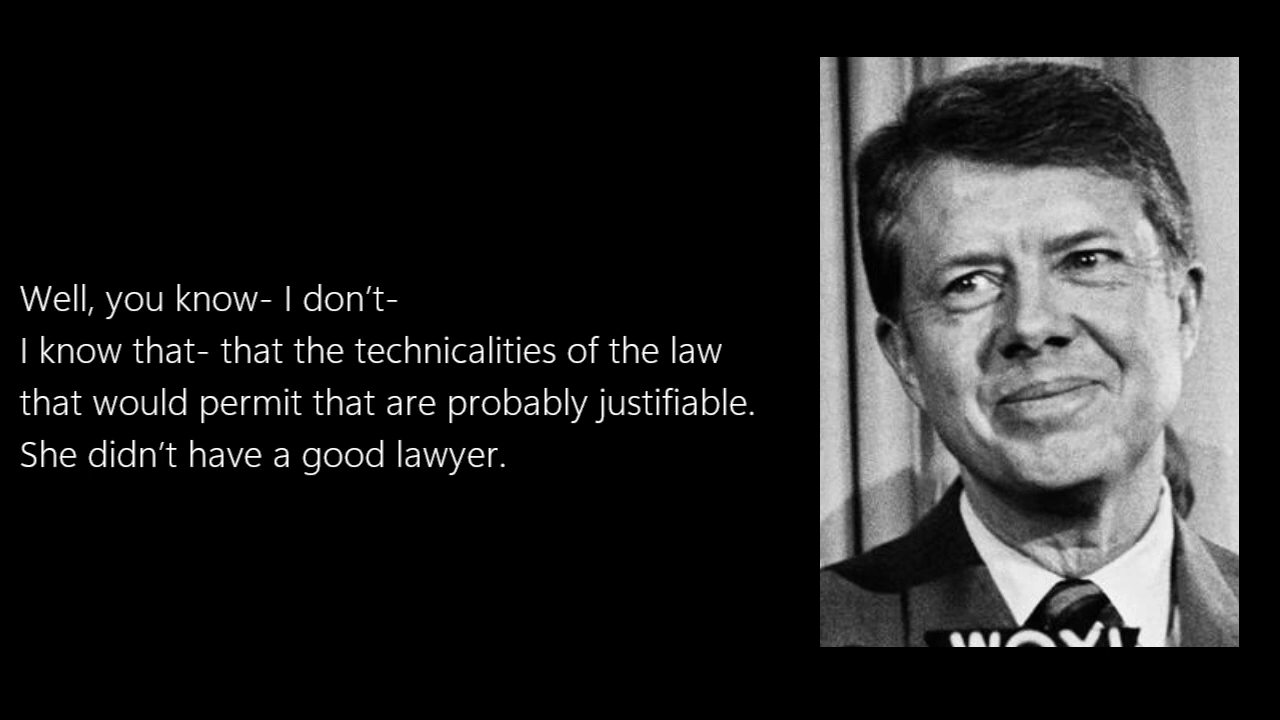 Well, you know- I don’t-
I know that- that the technicalities of the law
that would permit that are probably justifiable.
She didn’t have a good lawyer.